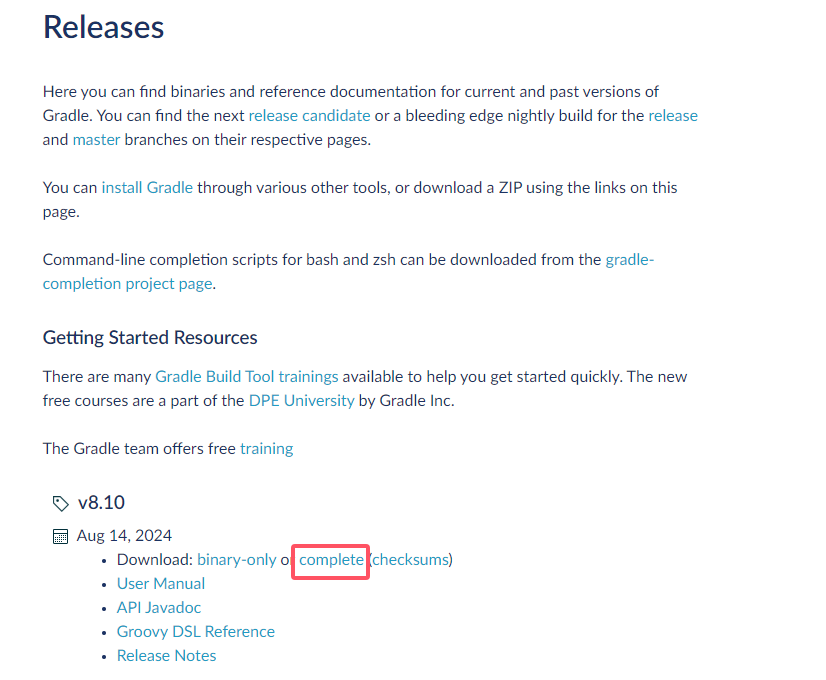 Releases
Here you can find binaries and reference documentation for current and past versions of
Gradle. You can find the next release candidate or a bleeding edge nightly build for the release
and master branches on their respective pages.
You can install Gradle through various other tools, or download a ZIP using the links on this
page.
Command-line completion scripts for bash and zsh can be downloaded from the gradle-
completion project page.
Getting Started Resources
There are many Gradle Build Tool trainings available to help you get started quickly. The new
free courses are a part of the DPE University by Gradle Inc.
The Gradle team offers free training
v8.10
Aug 14, 2024
• Download: binary-only or complete (checksums)
• User Manual
• API Javadoc
• Groovy DSL Reference
• Release Notes